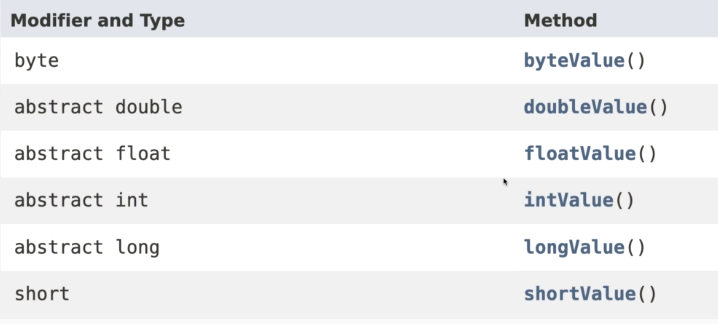 Modifier and Type Method
byte byteValue()
abstract double doubleValue()
abstract float floatValue()
abstract int intValue()
abstract long longValue()
short shortValue()